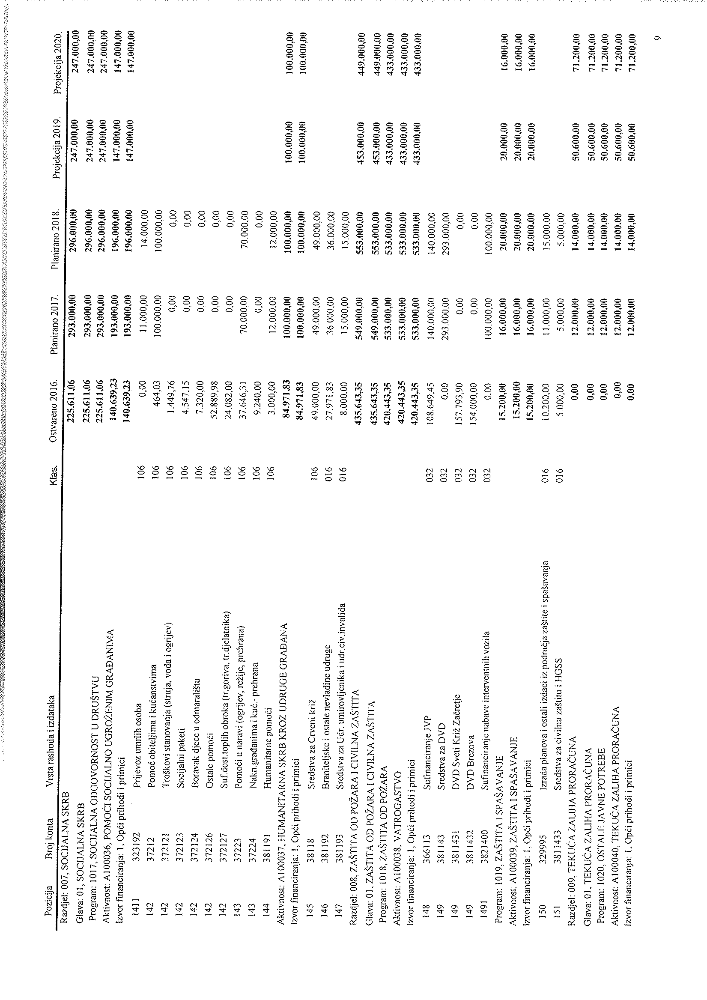 Pozicija Broj konta Vrsta rashoda i izdataka Klas. Ostvareno 2016. Planirano 2017. Planirano 2018. Projekcija 2019. Projekcija 2020.
Razdjel: 007, SOCIJALNA SKRB 225.611,06 293.000,00 296.000,00 247.000,00 247.000,00
Glava: 01, SOCIJALNA SKRB 225.611,06 293.000,00 296.000,00 247.000,00 247.000,00
Program: 1017, SOCIJALNA ODGOVORNOST U DRUŠTVU 225.611,06 293.000,00 296.000,00 247.000,00 247.000,00
Aktivnost: A100036, POMOĆI SOCIJALNO UGROŽENIM GRAĐANIMA 140.639,23 193.000,00 196.000,00 147.000,00 147.000,00
Izvor financiranja: 1, Opći prihodi i primici 140.639,23 193.000,00 196.000,00 147.000,00 147.000,00
1411 323192 Prijevoz umrlih osoba 106 0,00 11.000,00 14.000,00
142 37212 Pomoć obiteljima i kućanstvima 106 464,03 100.000,00 100.000,00
142 372121 Troškovi stanovanja (struja, voda i ogrijev) 106 1.449,76 0,00 0,00
142 372123 Socijalni paketi 106 4.547,15 0,00 0,00
142 372124 Boravak djece u odmaralištu 106 7.320,00 0,00 0,00
142 372126 Ostale pomoći 106 52.889,98 0,00 0,00
142 372127 Suf.dost.toplih obroka (tr.goriva, tr.djelatnika) 106 24.082,00 0,00 0,00
143 37223 Pomoći u naravi (ogrijev, režije, prehrana) 106 37.646,31 70.000,00 70.000,00
143 37224 Nakn.građanima i kuć.- prehrana 106 9.240,00 0,00 0,00
144 381191 Humanitarne pomoći 106 3.000,00 12.000,00 12.000,00
Aktivnost: A100037, HUMANITARNA SKRB KROZ UDRUGE GRAĐANA 84.971,83 100.000,00 100.000,00 100.000,00 100.000,00
Izvor financiranja: 1, Opći prihodi i primici 84.971,83 100.000,00 100.000,00 100.000,00 100.000,00
145 38118 Sredstva za Crveni križ 106 49.000,00 49.000,00 49.000,00
146 381192 Braniteljske i ostale nevladine udruge 016 27.971,83 36.000,00 36.000,00
147 381193 Sredstva za Udr. umirovljenika i udr.civ.invalida 016 8.000,00 15.000,00 15.000,00
Razdjel: 008, ZAŠTITA OD POŽARA I CIVILNA ZAŠTITA 435.643,35 549.000,00 553.000,00 453.000,00 449.000,00
Glava: 01, ZAŠTITA OD POŽARA I CIVILNA ZAŠTITA 435.643,35 549.000,00 553.000,00 453.000,00 449.000,00
Program: 1018, ZAŠTITA OD POŽARA 420.443,35 533.000,00 533.000,00 433.000,00 433.000,00
Aktivnost: A100038, VATROGASTVO 420.443,35 533.000,00 533.000,00 433.000,00 433.000,00
Izvor financiranja: 1, Opći prihodi i primici 420.443,35 533.000,00 533.000,00 433.000,00 433.000,00
148 366113 Sufinanciranje JVP 032 108.649,45 140.000,00 140.000,00
149 381143 Sredstva za DVD 032 0,00 293.000,00 293.000,00
149 3811431 DVD Sveti Križ Začretje 032 157.793,90 0,00 0,00
149 3811432 DVD Brezova 032 154.000,00 0,00 0,00
1491 3821400 Sufinanciranje nabave interventnih vozila 032 0,00 100.000,00 100.000,00
Program: 1019, ZAŠTITA I SPAŠAVANJE 15.200,00 16.000,00 20.000,00 20.000,00 16.000,00
Aktivnost: A100039, ZAŠTITA I SPAŠAVANJE 15.200,00 16.000,00 20.000,00 20.000,00 16.000,00
Izvor financiranja: 1, Opći prihodi i primici 15.200,00 16.000,00 20.000,00 20.000,00 16.000,00
150 329995 Izrada planova i ostali izdaci iz područja zaštite i spašavanja 016 10.200,00 11.000,00 15.000,00
151 3811433 Sredstva za civilnu zaštitu i HGSS 016 5.000,00 5.000,00 5.000,00
Razdjel: 009, TEKUĆA ZALIHA PRORAČUNA 0,00 12.000,00 14.000,00 50.600,00 71.200,00
Glava: 01, TEKUĆA ZALIHA PRORAČUNA 0,00 12.000,00 14.000,00 50.600,00 71.200,00
Program: 1020, OSTALE JAVNE POTREBE 0,00 12.000,00 14.000,00 50.600,00 71.200,00
Aktivnost: A100040, TEKUĆA ZALIHA PRORAČUNA 0,00 12.000,00 14.000,00 50.600,00 71.200,00
Izvor financiranja: 1, Opći prihodi i primici 0,00 12.000,00 14.000,00 50.600,00 71.200,00
9